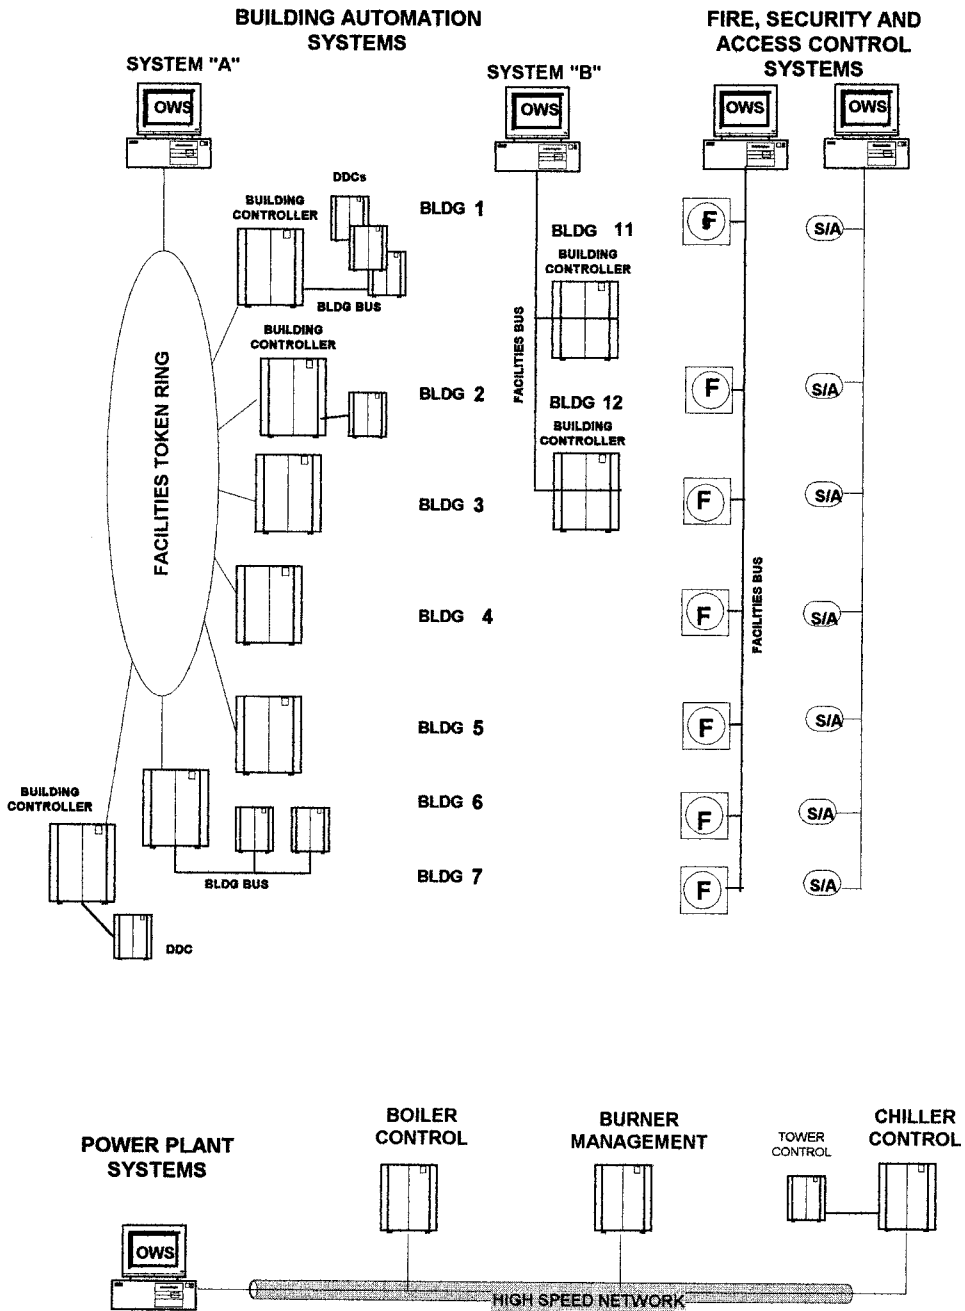 BUILDING AUTOMATION
SYSTEMS
FIRE, SECURITY AND
ACCESS CONTROL
SYSTEMS
SYSTEM "A"
SYSTEM "B"
OWS
OWS
OWS
OWS
DDCs
BUILDING
CONTROLLER
BLDG BUS
BLDG 1
BLDG 11
BUILDING
CONTROLLER
F
S/A
BUILDING
CONTROLLER
BLDG 2
FACILITIES BUS
BLDG 12
BUILDING
CONTROLLER
F
S/A
FACILITIES TOKEN RING
BLDG 3
F
S/A
BLDG 4
F
S/A
FACILITIES BUS
BLDG 5
F
S/A
BUILDING
CONTROLLER
BLDG 6
F
S/A
BLDG BUS
BLDG 7
F
S/A
DDC
POWER PLANT
SYSTEMS
BOILER
CONTROL
BURNER
MANAGEMENT
TOWER
CONTROL
CHILLER
CONTROL
OWS
HIGH SPEED NETWORK